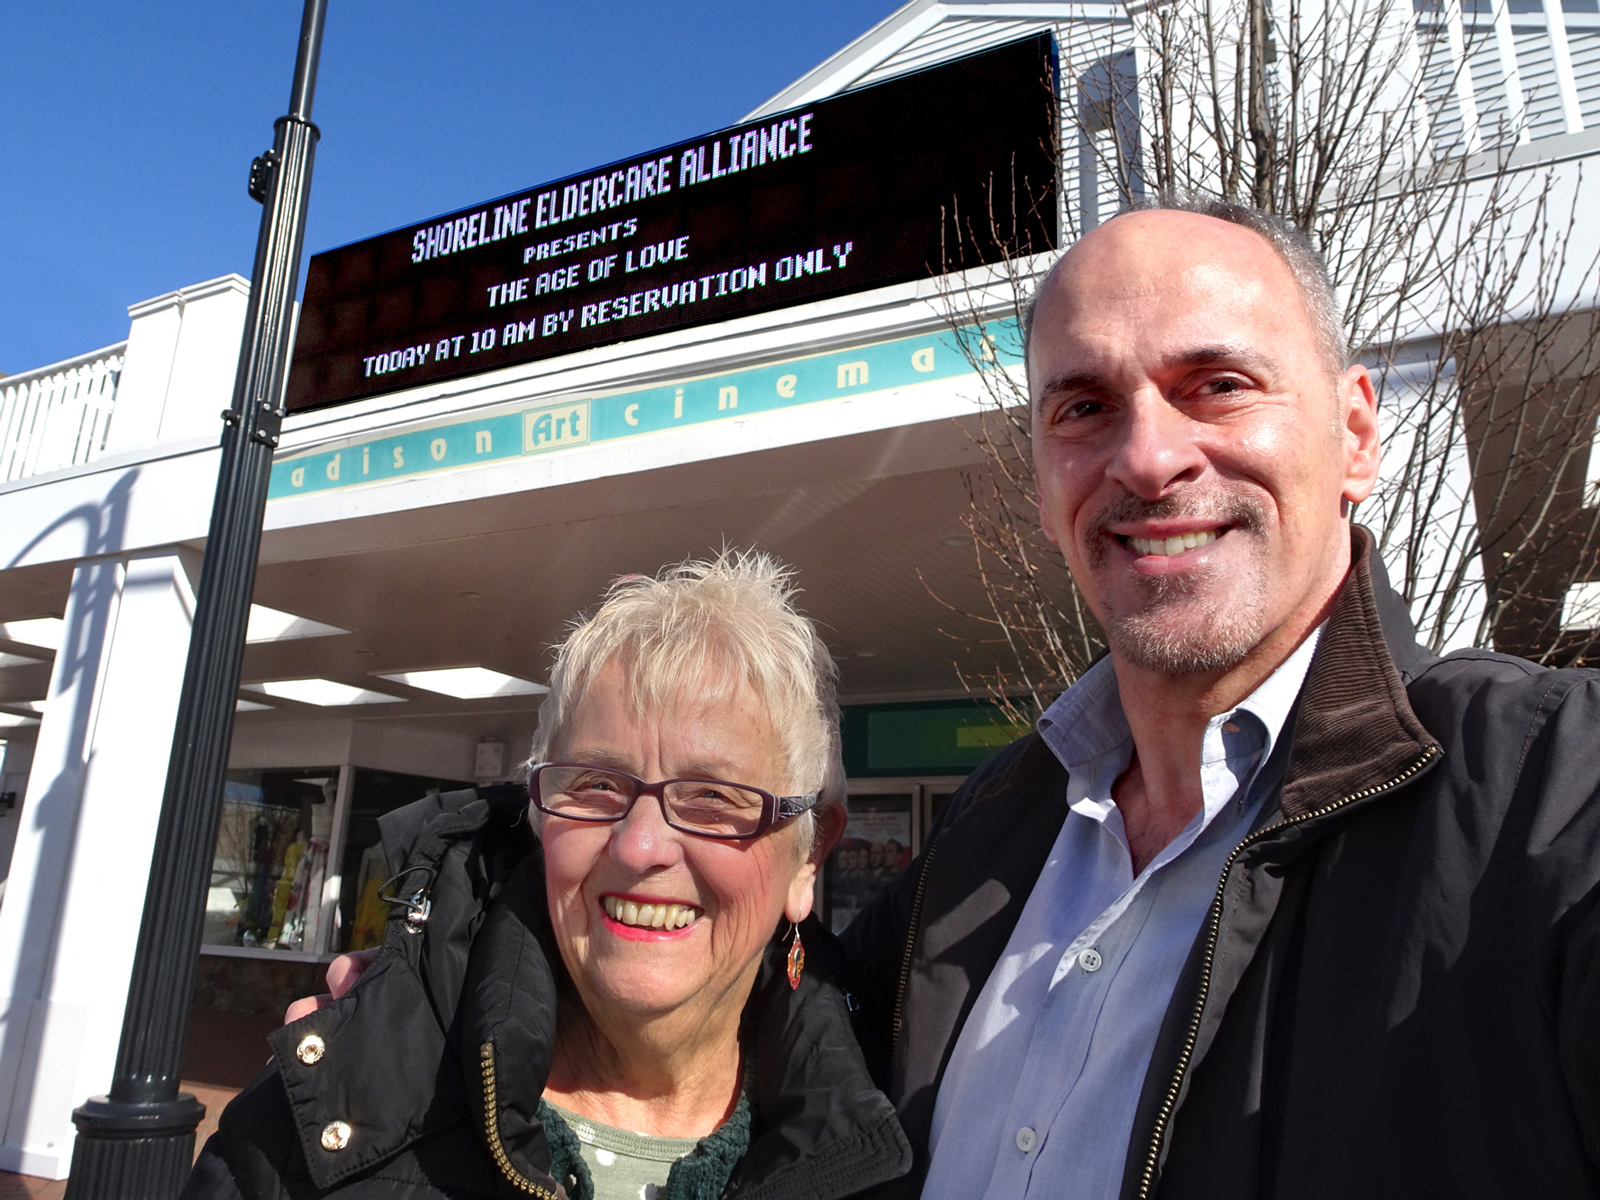 SHORELINE ELDERCARE ALLIANCE
PRESENTS
THE AGE OF LOVE
TODAY AT 10 AM BY RESERVATION ONLY
adison Art cinemas